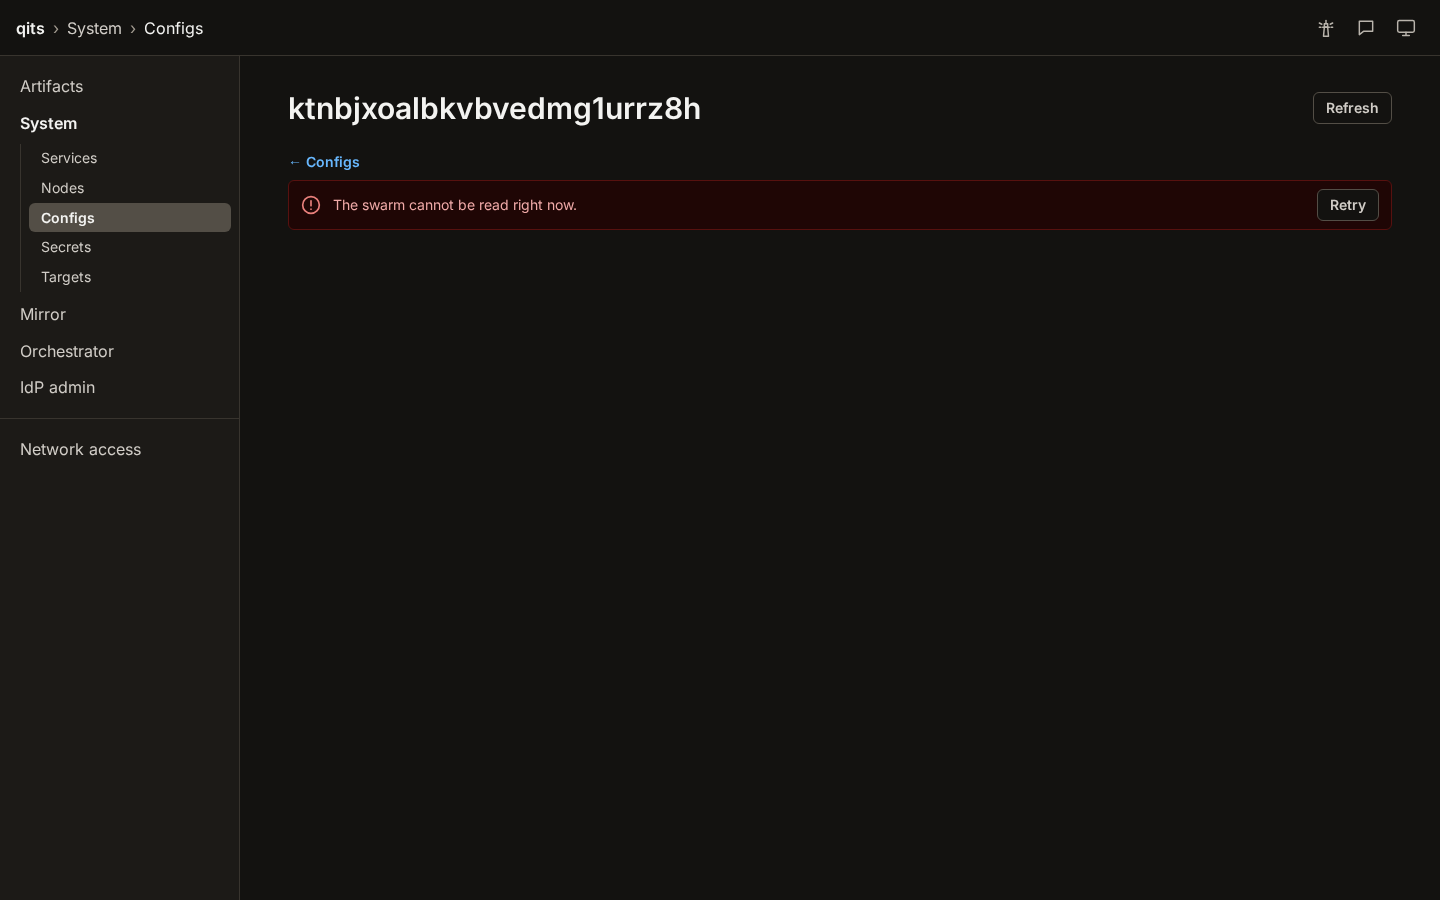 qits › System › Configs
Artifacts
System
Services
Nodes
Configs
Secrets
Targets
Mirror
Orchestrator
IdP admin
Network access
ktnbjxoalbkvbvedmg1urrz8h
Refresh
← Configs
The swarm cannot be read right now.
Retry